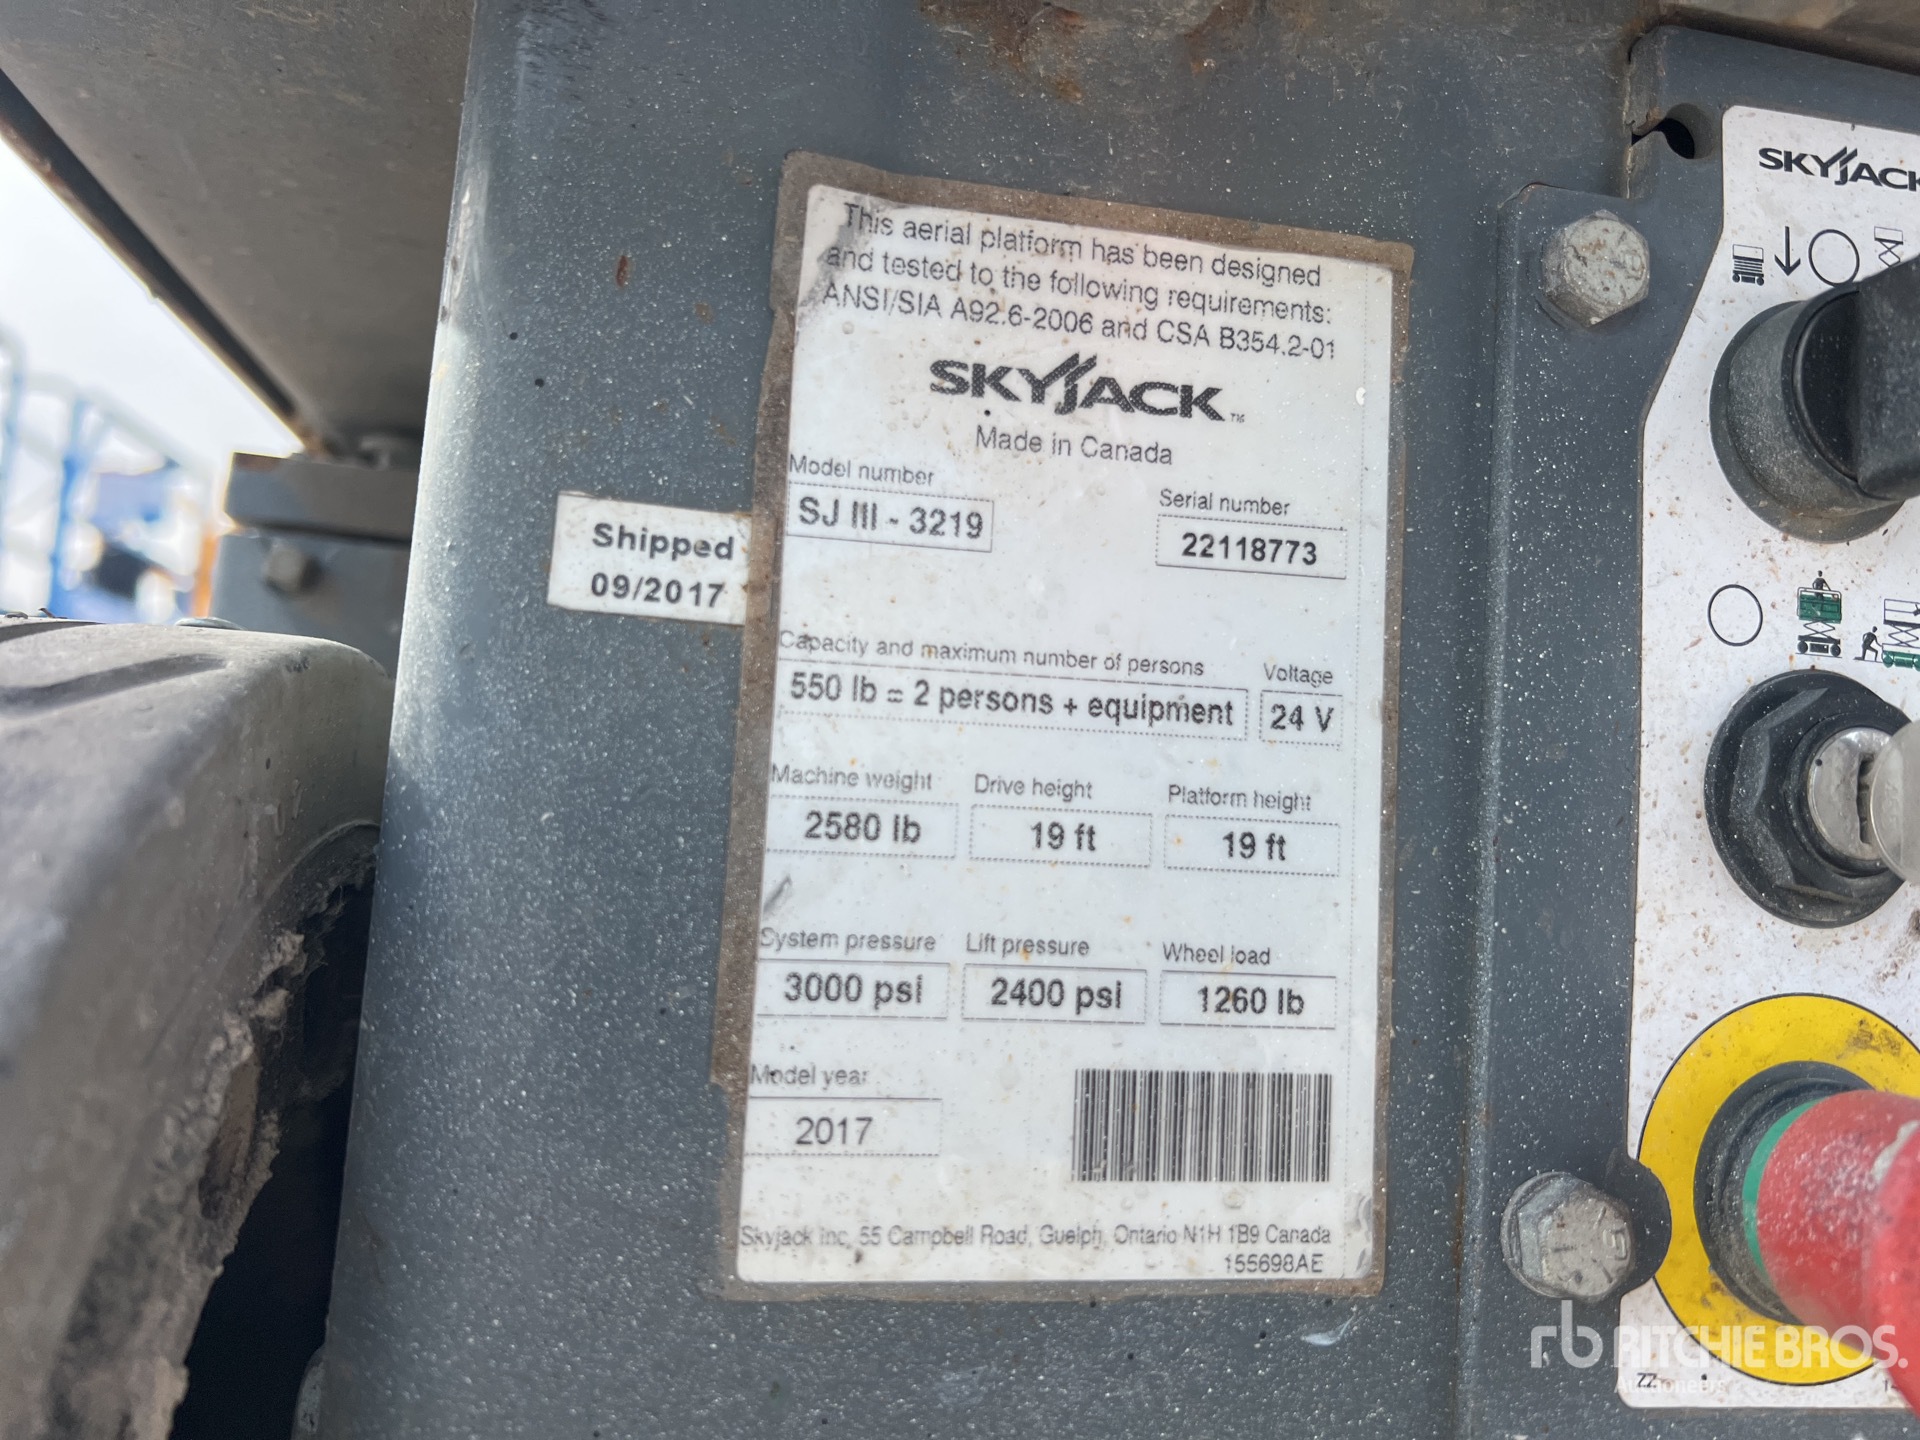 This aerial platform has been designed
and tested to the following requirements:
ANSI/SIA A92.6-2006 and CSA B354.2-01
SKYJACK TM
Made in Canada
Model number
SJ III - 3219
Serial number
22118773
Shipped
09/2017
Capacity and maximum number of persons
550 lb = 2 persons + equipment
Voltage
24 V
Machine weight
2580 lb
Drive height
19 ft
Platform height
19 ft
System pressure
3000 psi
Lift pressure
2400 psi
Wheel load
1260 lb
Model year
2017
Skyjack Inc, 55 Campbell Road, Guelph, Ontario N1H 1B9 Canada
155698AE
SKYJACK
ZZ
rb RITCHIE BROS.
Auctioneers